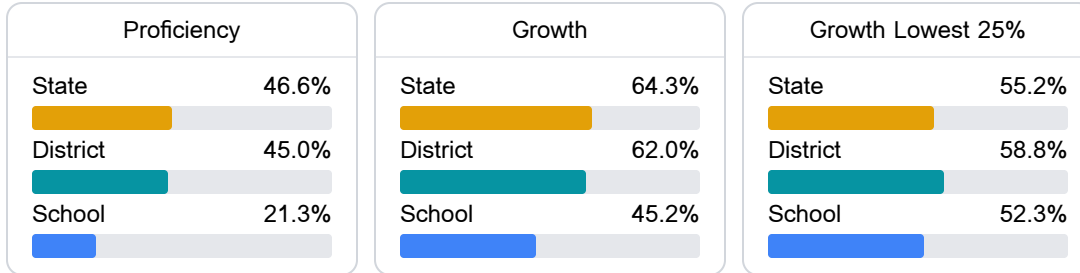 Proficiency
State 46.6%
District 45.0%
School 21.3%
Growth
State 64.3%
District 62.0%
School 45.2%
Growth Lowest 25%
State 55.2%
District 58.8%
School 52.3%